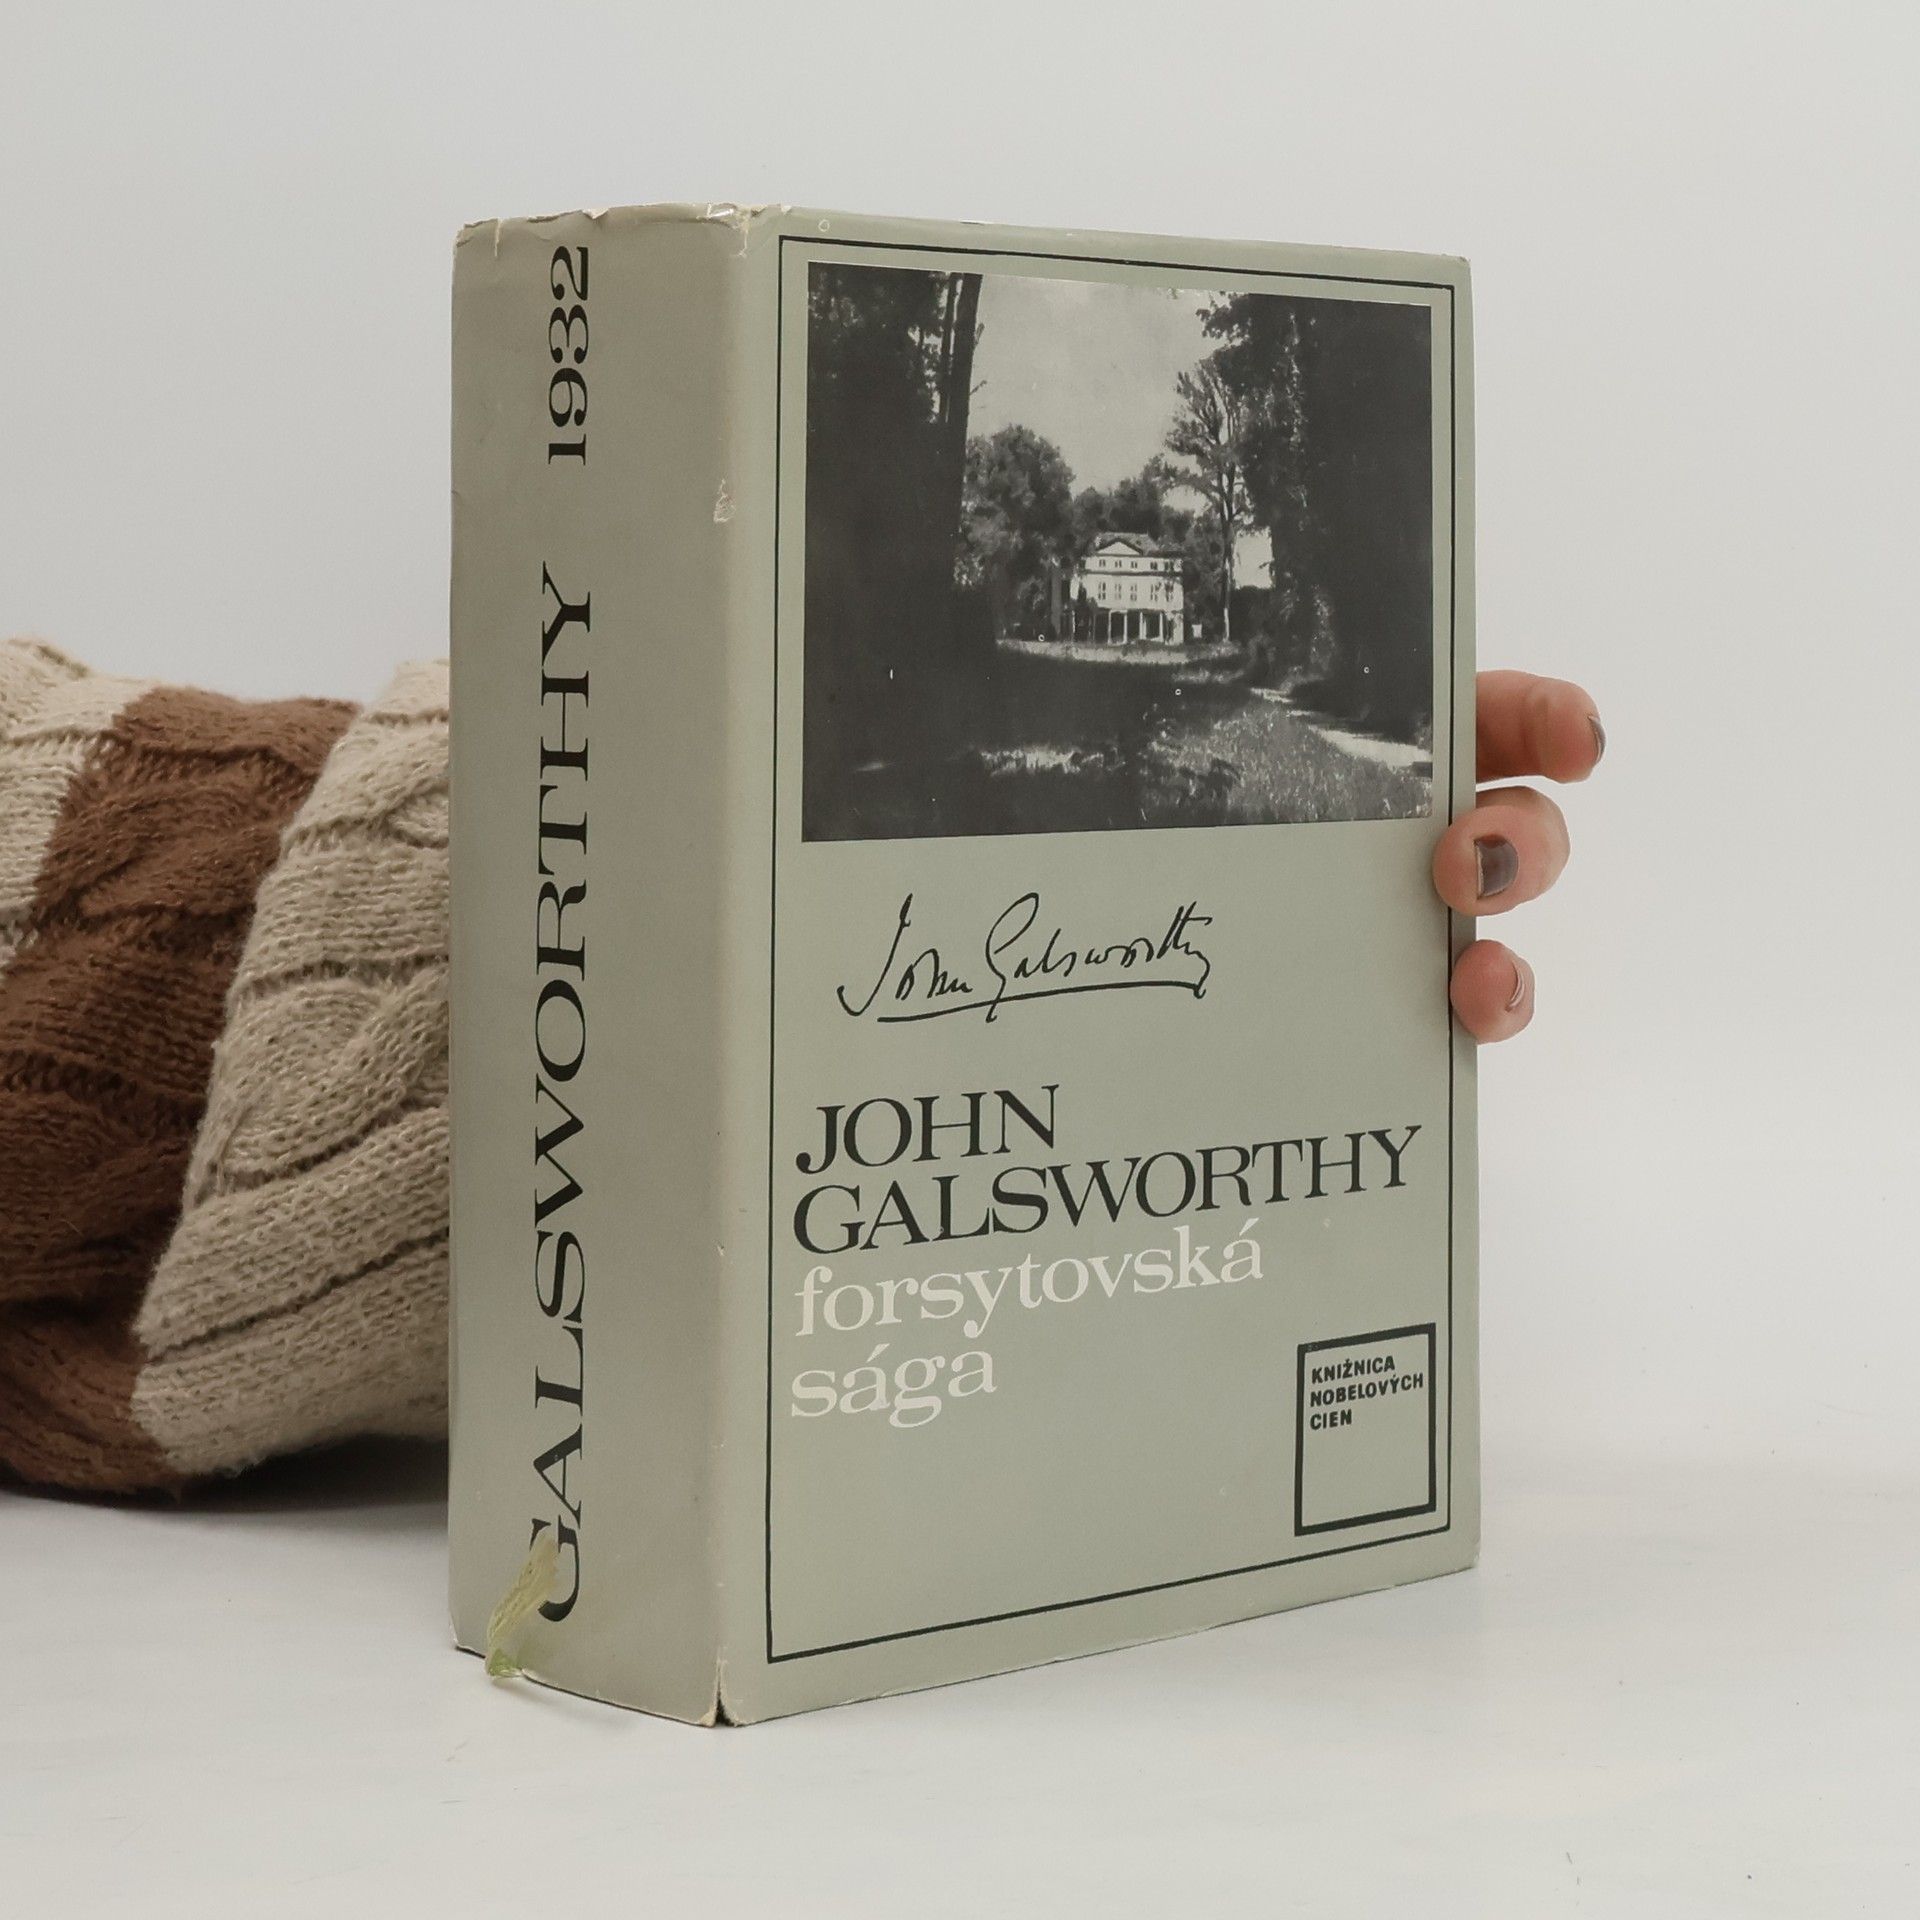 GALSWORTHY 1932
John Galsworthy
JOHN
GALSWORTHY
forsytovská
sága
KNIŽNICA
NOBELOVÝCH
CIEN